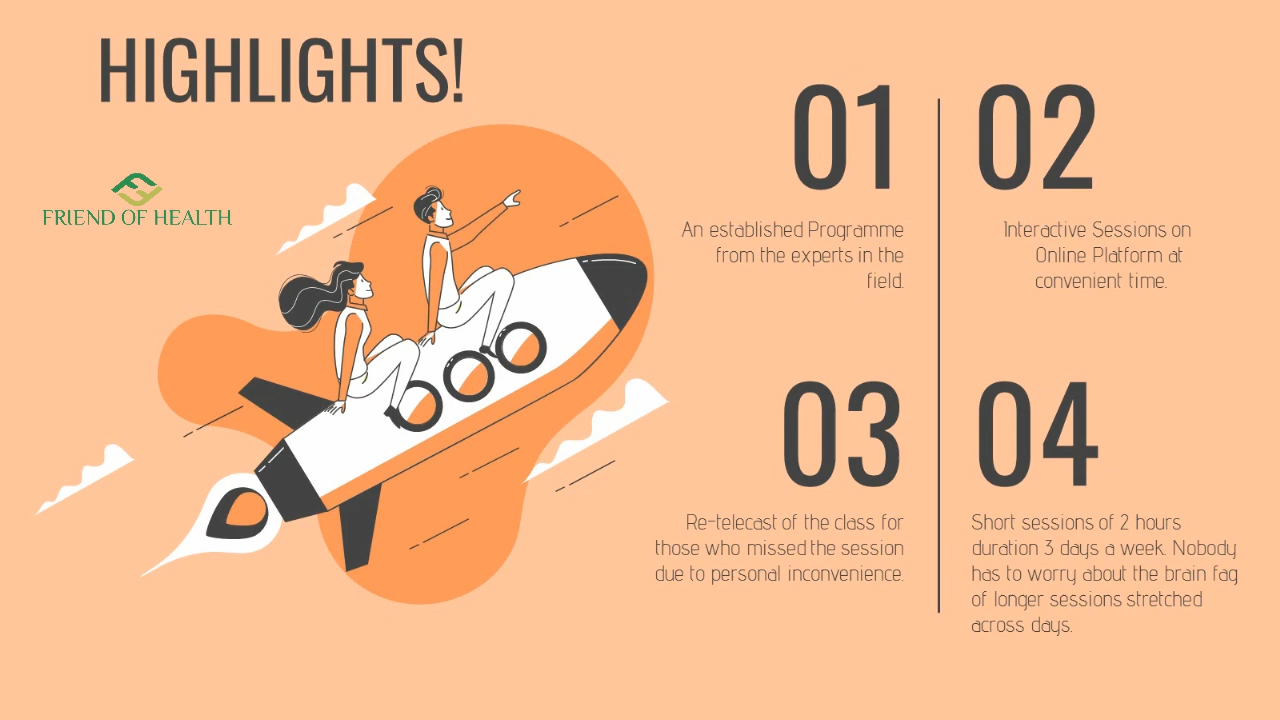 HIGHLIGHTS!
FRIEND OF HEALTH
01
An established Programme
from the experts in the
field.
02
Interactive Sessions on
Online Platform at
convenient time.
03
Re-telecast of the class for
those who missed the session
due to personal inconvenience.
04
Short sessions of 2 hours
duration 3 days a week. Nobody
has to worry about the brain fag
of longer sessions stretched
across days.